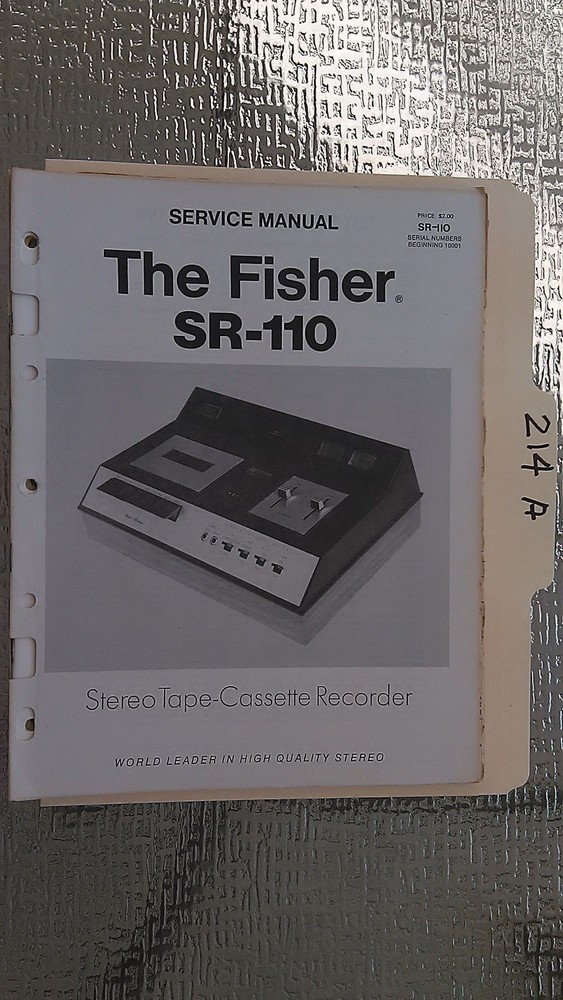 SERVICE MANUAL
PRICE $2.00
SR-110
SERIAL NUMBERS
BEGINNING 10001
The Fisher®
SR-110
Stereo Tape-Cassette Recorder
WORLD LEADER IN HIGH QUALITY STEREO
214 A